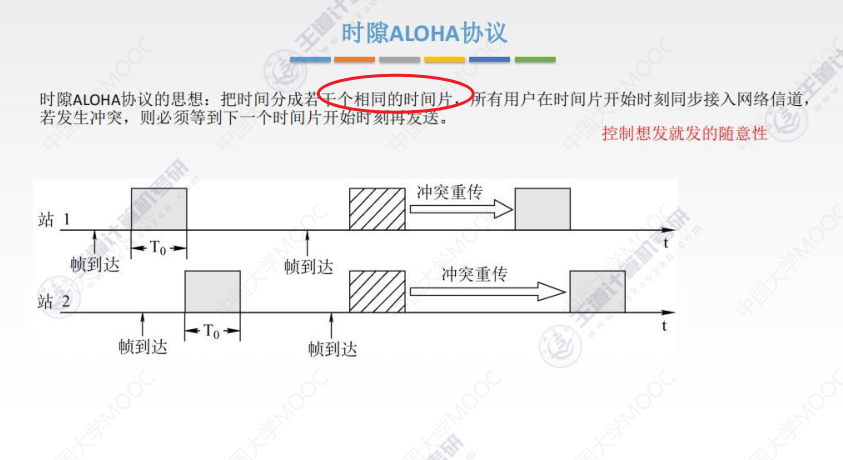 时隙ALOHA协议
时隙ALOHA协议的思想：把时间分成若干个相同的时间片，所有用户在时间片开始时刻同步接入网络信道，
若发生冲突，则必须等到下一个时间片开始时刻再发送。
控制想发就发的随意性
冲突重传
站 1
t
帧到达
T₀
帧到达
冲突重传
站 2
t
帧到达
T₀
帧到达